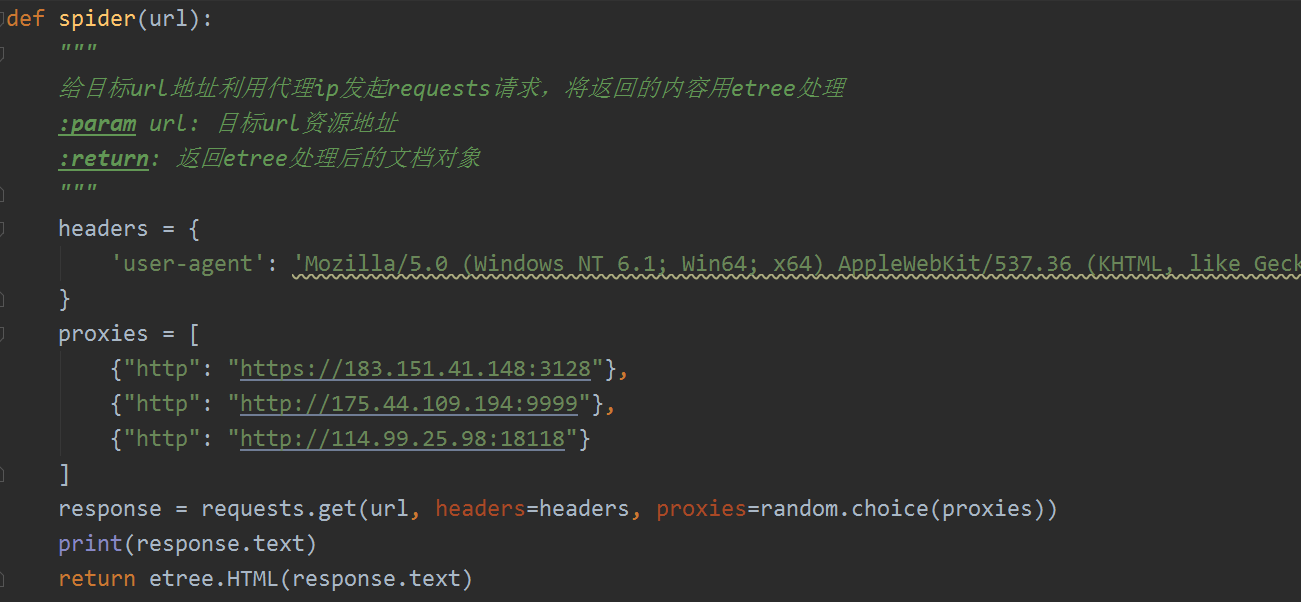 def spider(url):
    """
    给目标url地址利用代理ip发起requests请求，将返回的内容用etree处理
    :param url: 目标url资源地址
    :return: 返回etree处理后的文档对象
    """
    headers = {
        'user-agent': 'Mozilla/5.0 (Windows NT 6.1; Win64; x64) AppleWebKit/537.36 (KHTML, like Geck
    }
    proxies = [
        {"http": "https://183.151.41.148:3128"},
        {"http": "http://175.44.109.194:9999"},
        {"http": "http://114.99.25.98:18118"}
    ]
    response = requests.get(url, headers=headers, proxies=random.choice(proxies))
    print(response.text)
    return etree.HTML(response.text)